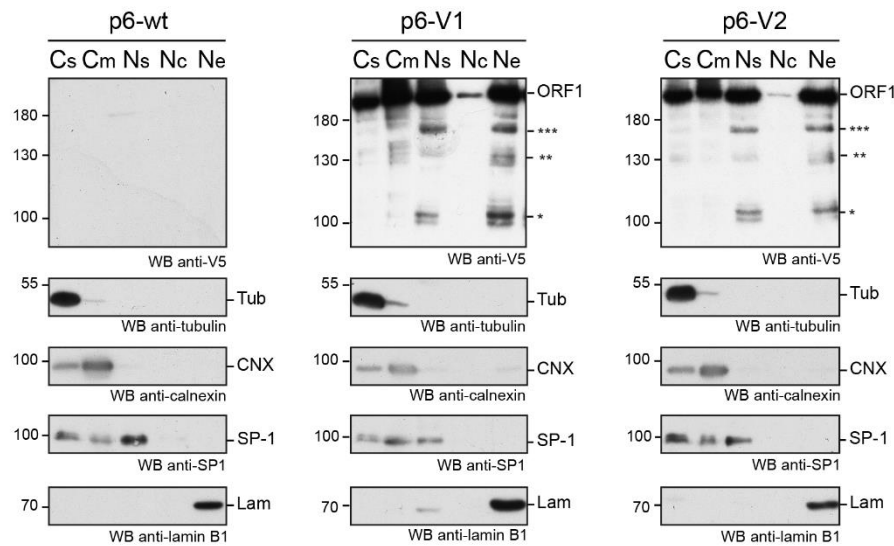 p6-wt p6-V1 p6-V2
Cs Cm Ns Nc Ne Cs Cm Ns Nc Ne Cs Cm Ns Nc Ne
ORF1 ORF1
180 180 *** 180 ***
130 130 ** 130 **
100 100 * 100 *
WB anti-V5 WB anti-V5 WB anti-V5
55 Tub 55 Tub 55 Tub
WB anti-tubulin WB anti-tubulin WB anti-tubulin
100 CNX 100 CNX 100 CNX
WB anti-calnexin WB anti-calnexin WB anti-calnexin
100 SP-1 100 SP-1 100 SP-1
WB anti-SP1 WB anti-SP1 WB anti-SP1
70 Lam 70 Lam 70 Lam
WB anti-lamin B1 WB anti-lamin B1 WB anti-lamin B1